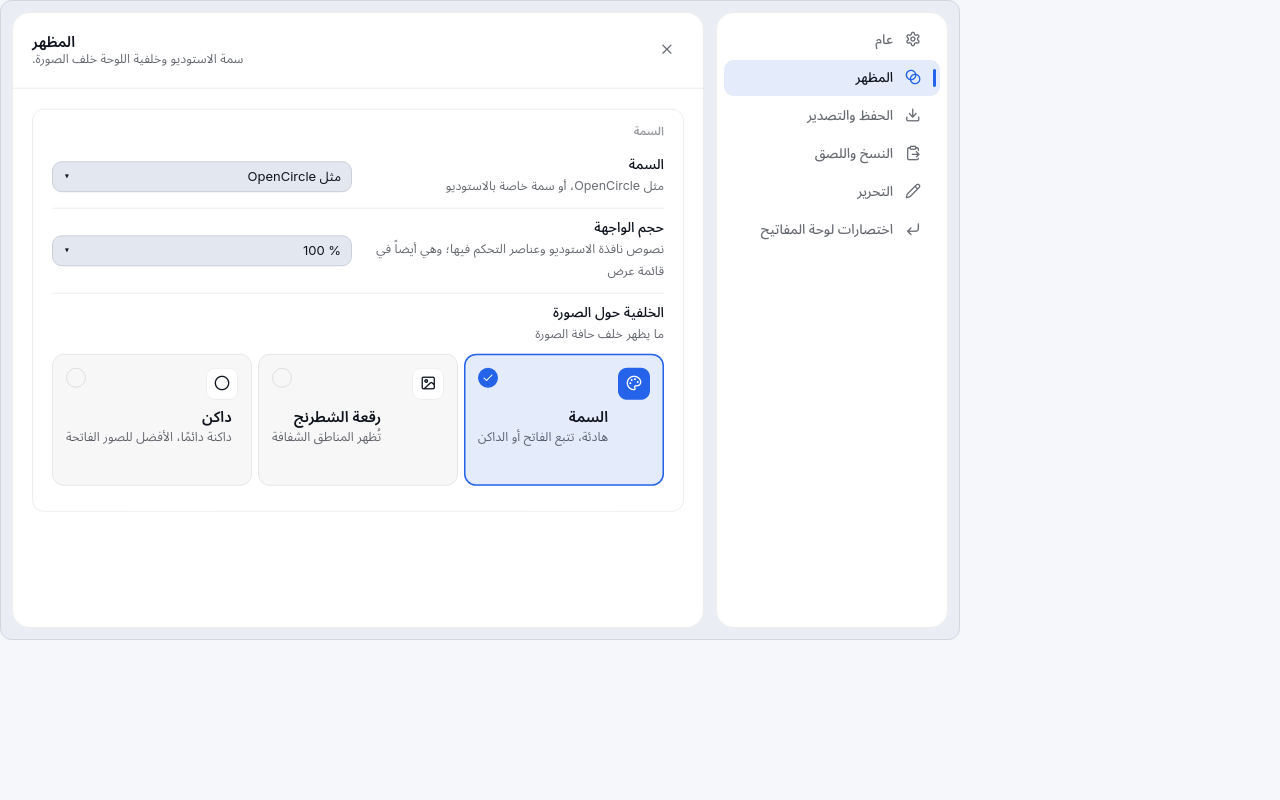 عام
المظهر
الحفظ والتصدير
النسخ واللصق
التحرير
اختصارات لوحة المفاتيح
المظهر
سمة الاستوديو وخلفية اللوحة خلف الصورة.
السمة
السمة
مثل OpenCircle، أو سمة خاصة بالاستوديو
مثل OpenCircle
حجم الواجهة
نصوص نافذة الاستوديو وعناصر التحكم فيها؛ وهي أيضاً في
قائمة عرض
100 %
الخلفية حول الصورة
ما يظهر خلف حافة الصورة
السمة
هادئة، تتبع الفاتح أو الداكن
رقعة الشطرنج
تُظهر المناطق الشفافة
داكن
داكنة دائمًا، الأفضل للصور الفاتحة